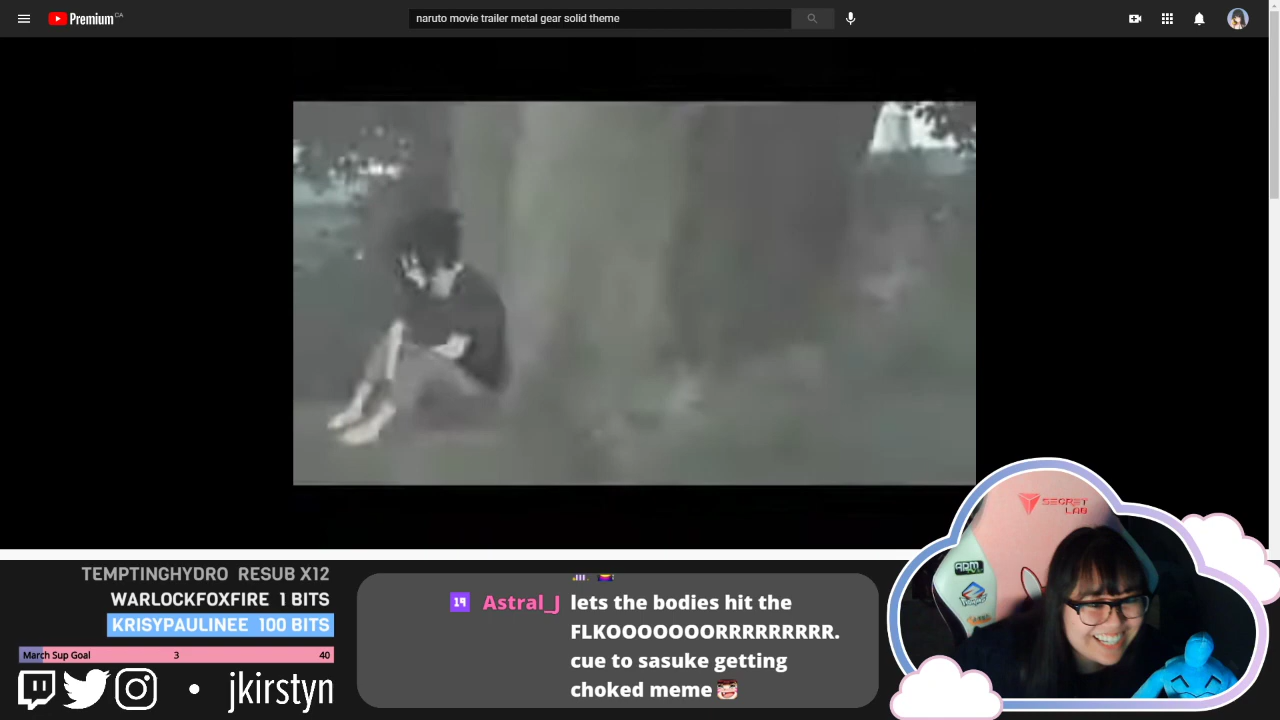 Premium CA
naruto movie trailer metal gear solid theme
SECRET
LAB
TEMPTINGHYDRO RESUB X12
WARLOCKFOXFIRE 1 BITS
KRISYPAULINEE 100 BITS
March Sup Goal 3 40
jkirstyn
Astral_J lets the bodies hit the
FLKOOOOOOORRRRRRRRR.
cue to sasuke getting
choked meme